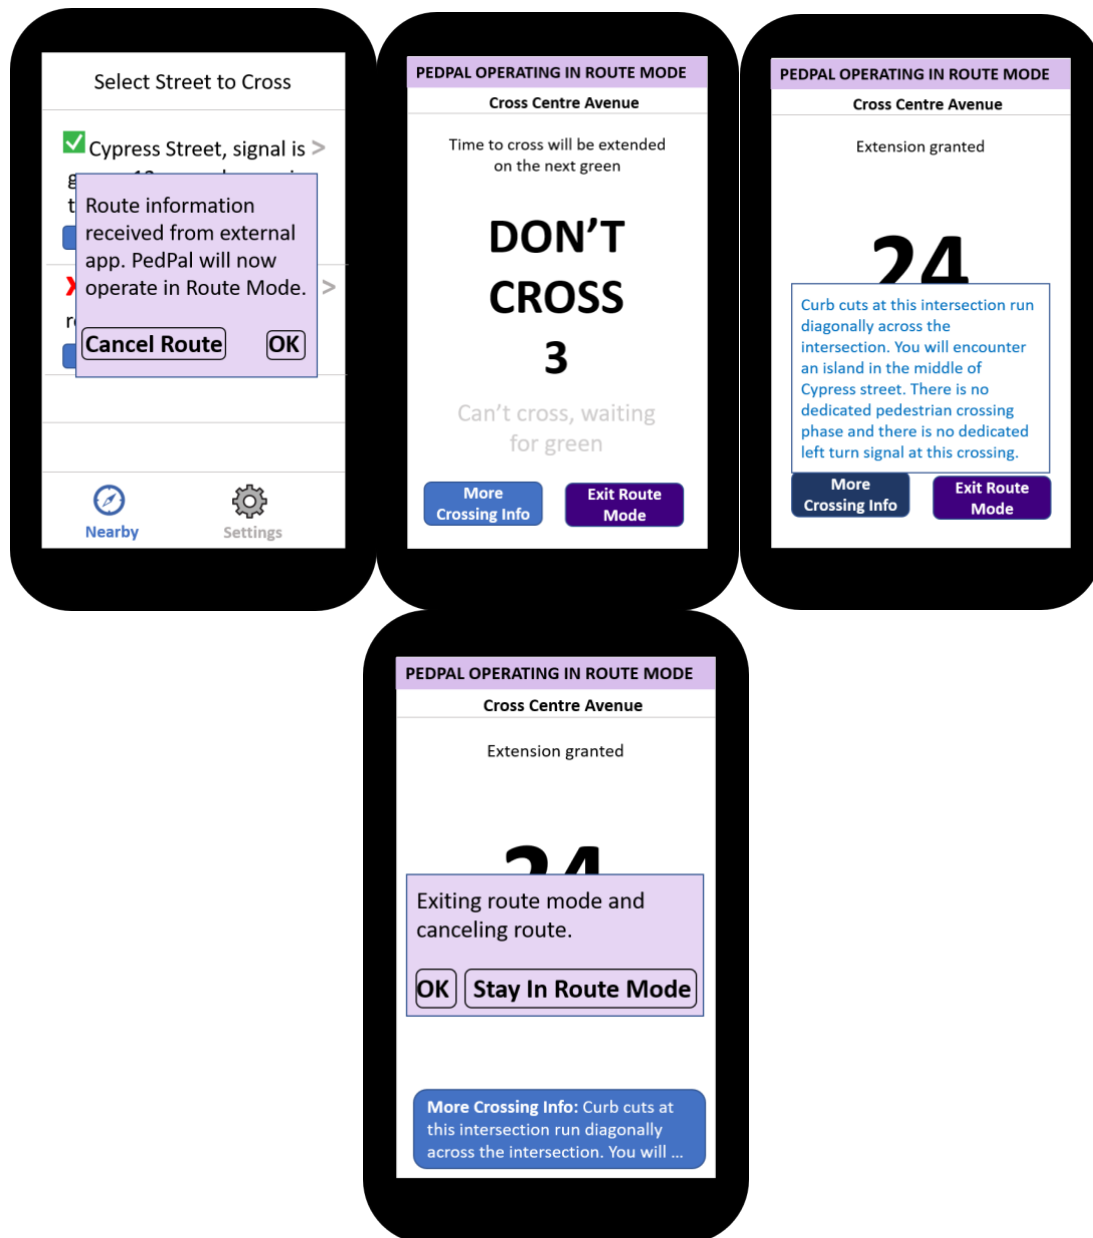 Select Street to Cross
Cypress Street, signal is >
Route information
received from external
app. PedPal will now
operate in Route Mode. >
Cancel Route OK
Nearby Settings
PEDPAL OPERATING IN ROUTE MODE
Cross Centre Avenue
Time to cross will be extended
on the next green
DON'T
CROSS
3
Can't cross, waiting
for green
More
Crossing Info
Exit Route
Mode
PEDPAL OPERATING IN ROUTE MODE
Cross Centre Avenue
Extension granted
24
Curb cuts at this intersection run
diagonally across the
intersection. You will encounter
an island in the middle of
Cypress street. There is no
dedicated pedestrian crossing
phase and there is no dedicated
left turn signal at this crossing.
More
Crossing Info
Exit Route
Mode
PEDPAL OPERATING IN ROUTE MODE
Cross Centre Avenue
Extension granted
24
Exiting route mode and
canceling route.
OK Stay In Route Mode
More Crossing Info: Curb cuts at
this intersection run diagonally
across the intersection. You will ...